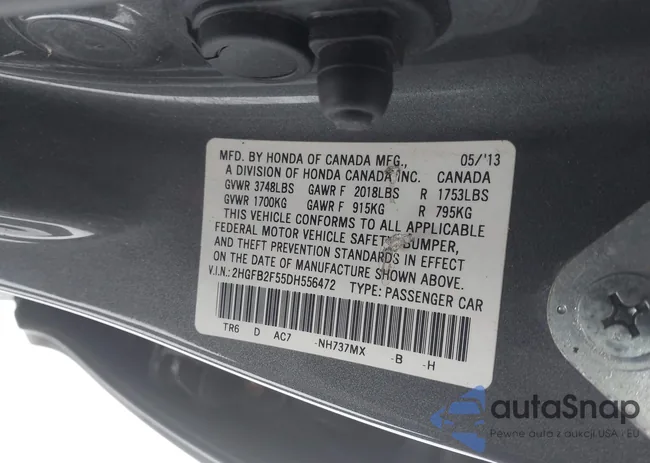 MFD. BY HONDA OF CANADA MFG., 05/'13
A DIVISION OF HONDA CANADA INC. CANADA
GVWR 3748LBS GAWR F 2018LBS R 1753LBS
GVWR 1700KG GAWR F 915KG R 795KG
THIS VEHICLE CONFORMS TO ALL APPLICABLE
FEDERAL MOTOR VEHICLE SAFETY, BUMPER,
AND THEFT PREVENTION STANDARDS IN EFFECT
ON THE DATE OF MANUFACTURE SHOWN ABOVE.
V.I.N.: 2HGFB2F55DH556472 TYPE: PASSENGER CAR
TR6 D AC7 -NH737MX -B -H
autoSnap
Pewne auto z aukcji USA - EU